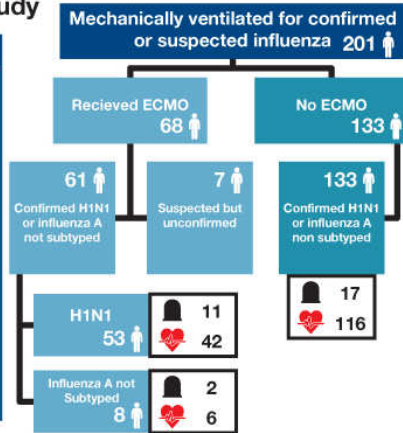 udy
Mechanically ventilated for confirmed
or suspected influenza 201
Recieved ECMO
68
No ECMO
133
61
Confirmed H1N1
or influenza A
not subtyped
7
Suspected but
unconfirmed
133
Confirmed H1N1
or influenza A
non subtyped
17
116
H1N1
53
11
42
Influenza A not
Subtyped
8
2
6